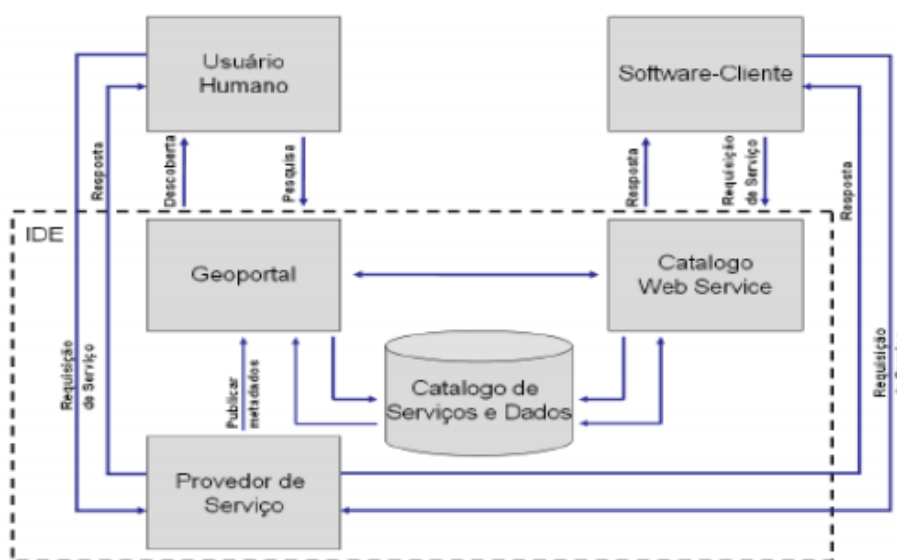 Usuário
Humano
Software-Cliente
Resposta
Descoberta
Pesquisa
Resposta
Requisição
de Serviço
Resposta
IDE
Geoportal
Catalogo
Web Service
Requisição
de Serviço
Publicar
metadados
Catalogo de
Serviços e Dados
Requisição
Provedor de
Serviço